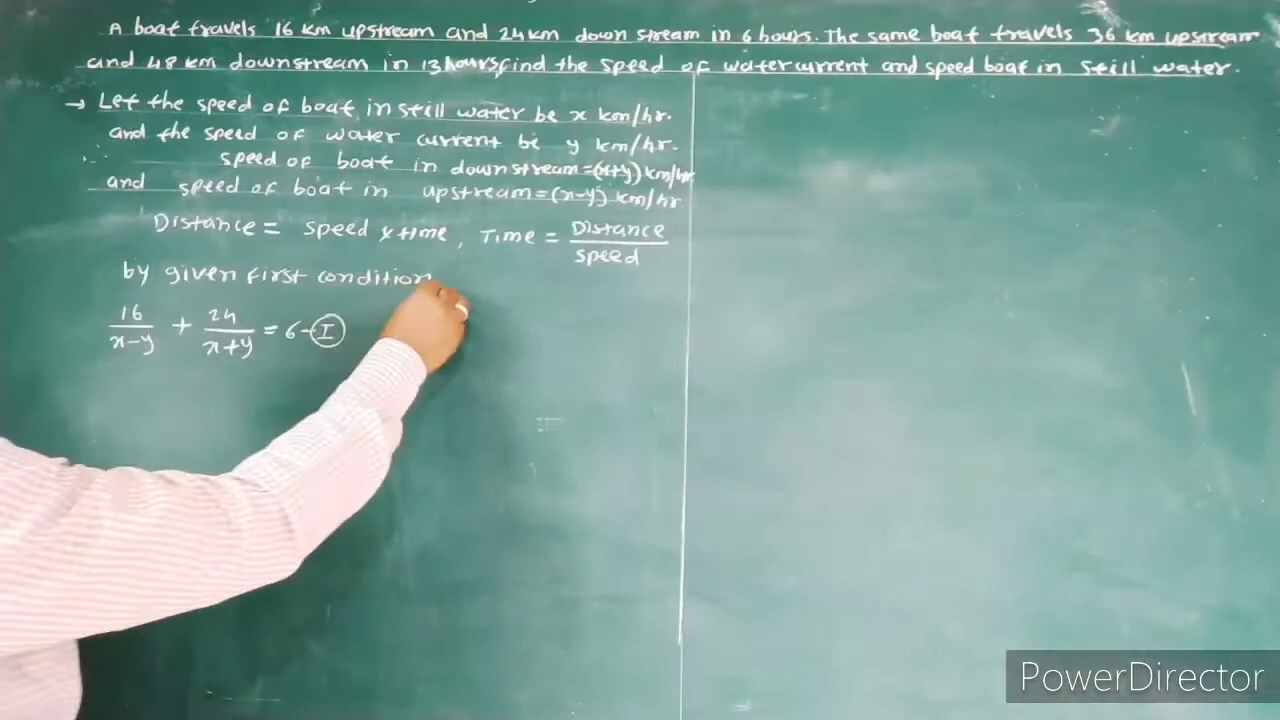 A boat travels 16 km upstream and 24 km down stream in 6 hours. The same boat travels 36 km upstream
and 48 km downstream in 13 hours, find the speed of water current and speed boat in still water.
→ Let the speed of boat in still water be x km/hr.
and the speed of water current be y km/hr.
speed of boat in downstream = (x+y) km/hr
and speed of boat in upstream = (x-y) km/hr
Distance = speed x time, Time = Distance / speed
by given first condition
16 / x-y + 24 / x+y = 6 - I
PowerDirector